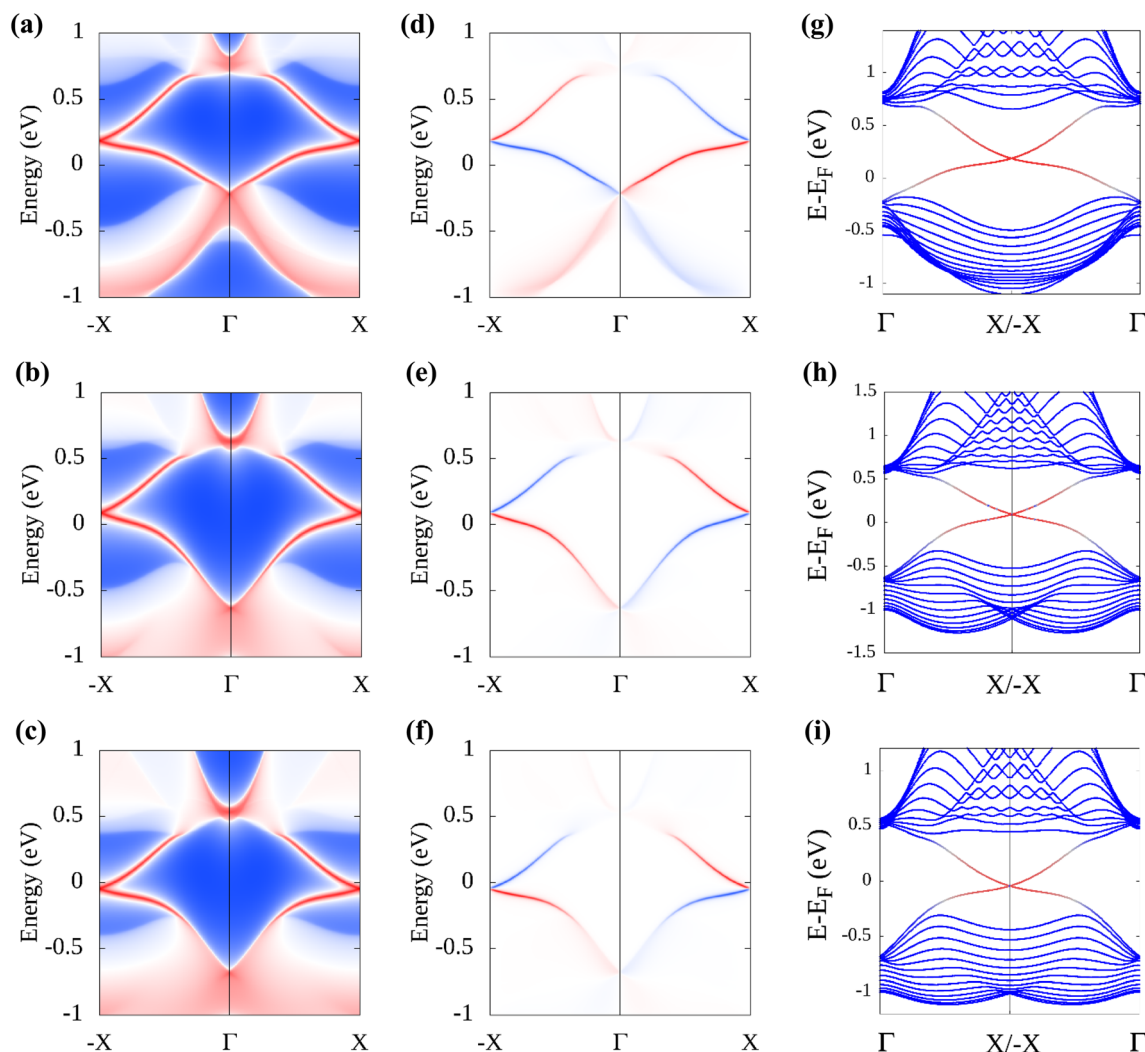 (a)
1
0.5
0
-0.5
-1
Energy (eV)
-X Γ X
(d)
1
0.5
0
-0.5
-1
Energy (eV)
-X Γ X
(g)
1
0.5
0
-0.5
-1
E-E_F (eV)
Γ X/-X Γ
(b)
1
0.5
0
-0.5
-1
Energy (eV)
-X Γ X
(e)
1
0.5
0
-0.5
-1
Energy (eV)
-X Γ X
(h)
1.5
1
0.5
0
-0.5
-1
-1.5
E-E_F (eV)
Γ X/-X Γ
(c)
1
0.5
0
-0.5
-1
Energy (eV)
-X Γ X
(f)
1
0.5
0
-0.5
-1
Energy (eV)
-X Γ X
(i)
1
0.5
0
-0.5
-1
E-E_F (eV)
Γ X/-X Γ